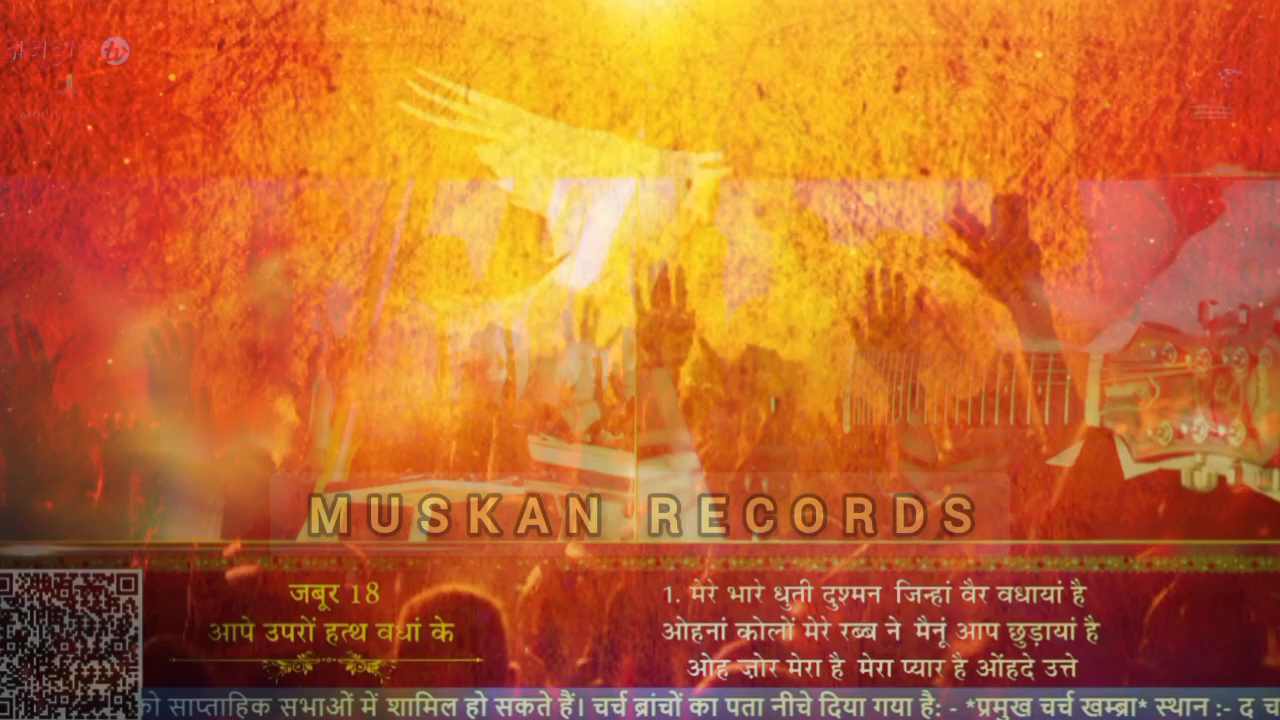 MUSKAN RECORDS
जबूर 18
आपे उपरों हत्थ वधां के
1. मेरे भारे धुती दुश्मन जिन्हां वैर वधायां है
ओहनां कोलों मेरे रब्ब ने मैनूं आप छुड़ायां है
ओह ज़ोर मेरा है मेरा प्यार है ओंहदे उत्ते
को साप्ताहिक सभाओं में शामिल हो सकते हैं। चर्च ब्रांचों का पता नीचे दिया गया है: - *प्रमुख चर्च खम्ब्रा* स्थान :- द च